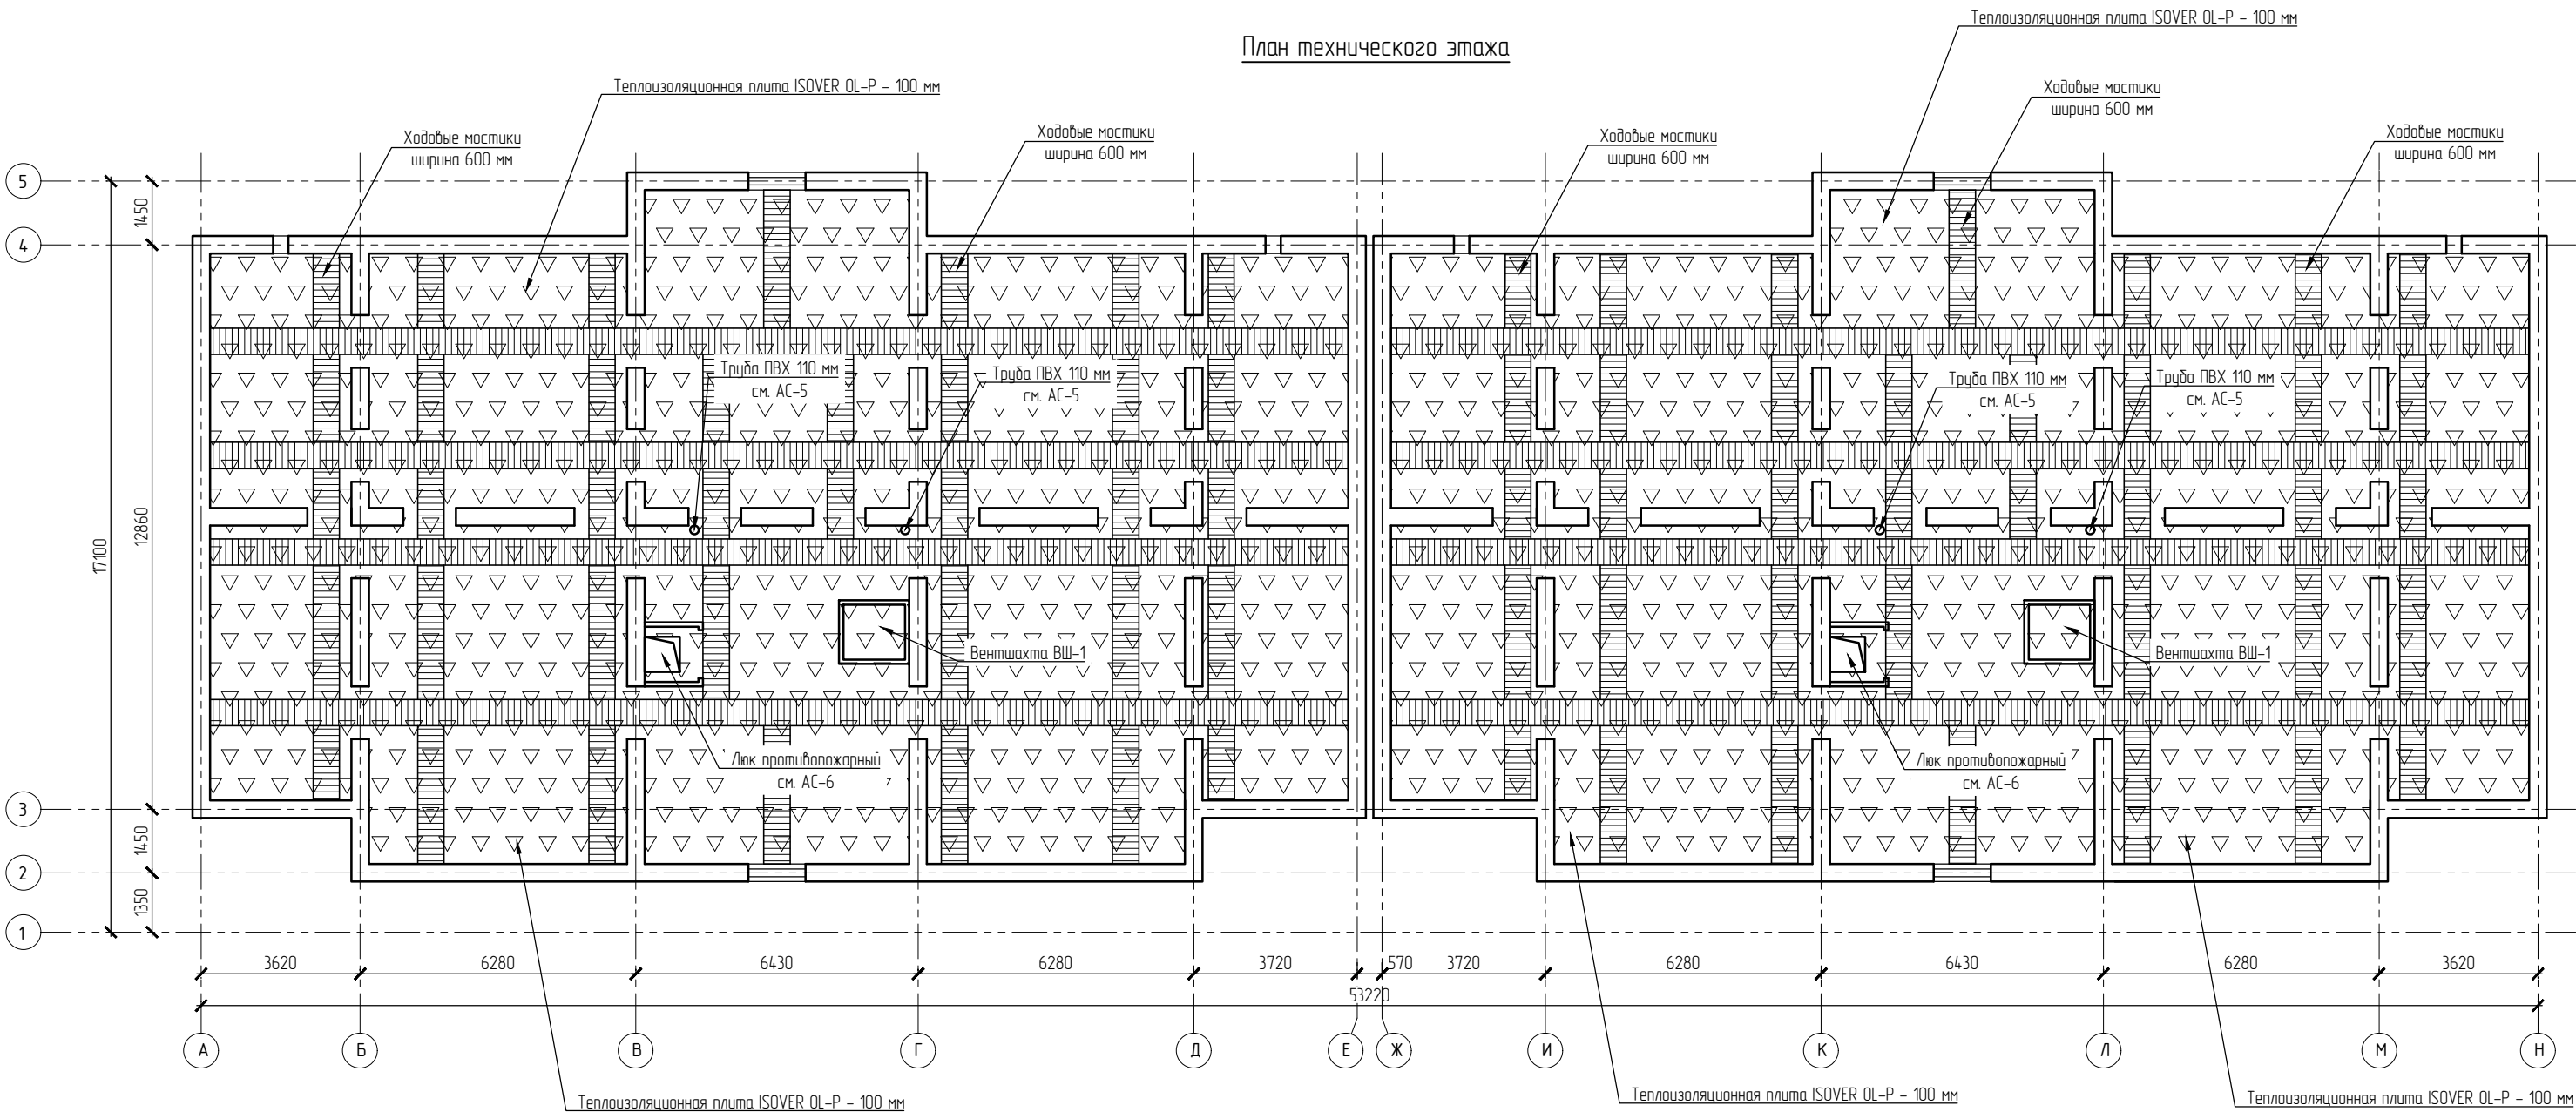 План технического этажа
Теплоизоляционная плита ISOVER OL-P - 100 мм
Теплоизоляционная плита ISOVER OL-P - 100 мм
Ходовые мостики
ширина 600 мм
Ходовые мостики
ширина 600 мм
Ходовые мостики
ширина 600 мм
Ходовые мостики
ширина 600 мм
Ходовые мостики
ширина 600 мм
5
4
3
2
1
1450
12860
1450
1350
17100
Труба ПВХ 110 мм
см. АС-5
Труба ПВХ 110 мм
см. АС-5
Труба ПВХ 110 мм
см. АС-5
Труба ПВХ 110 мм
см. АС-5
Вентшахта ВШ-1
Вентшахта ВШ-1
Люк противопожарный
см. АС-6
Люк противопожарный
см. АС-6
3620 6280 6430 6280 3720 570 3720 6280 6430 6280 3620
53220
А Б В Г Д Е Ж И К Л М Н
Теплоизоляционная плита ISOVER OL-P - 100 мм
Теплоизоляционная плита ISOVER OL-P - 100 мм
Теплоизоляционная плита ISOVER OL-P - 100 мм